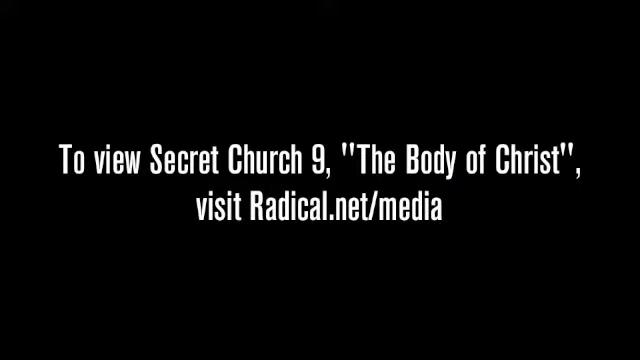 To view Secret Church 9, "The Body of Christ",
visit Radical.net/media